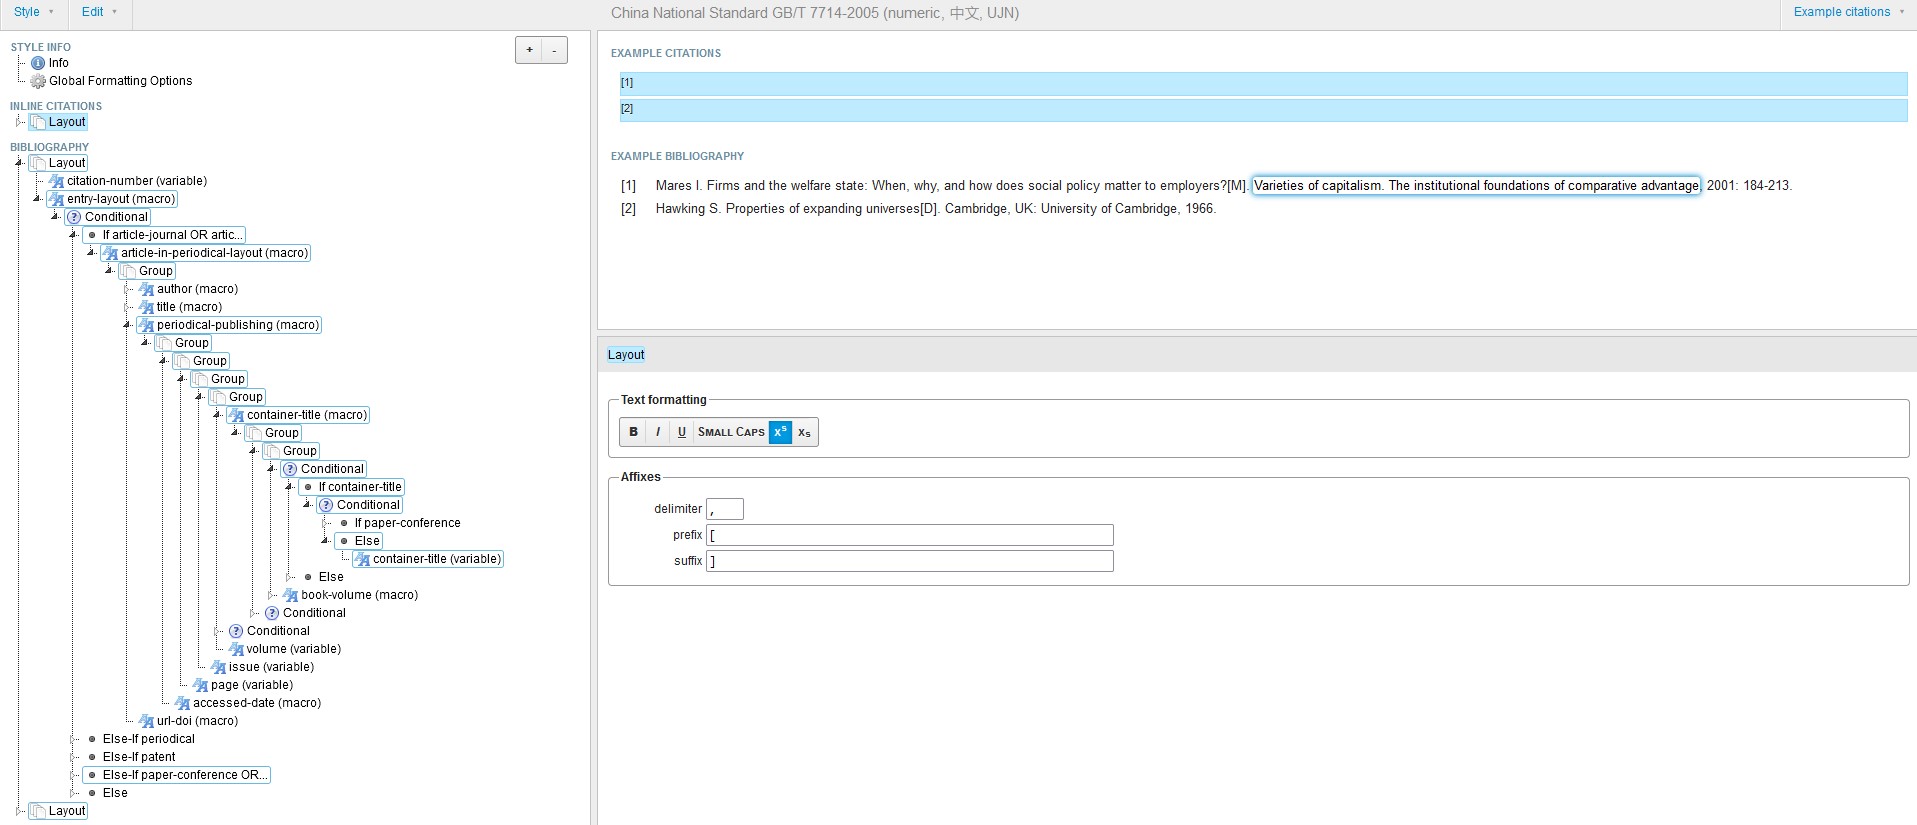 Style
Edit
China National Standard GB/T 7714-2005 (numeric, 中文, UJN)
Example citations
STYLE INFO
Info
Global Formatting Options
+ -
INLINE CITATIONS
Layout
BIBLIOGRAPHY
Layout
citation-number (variable)
entry-layout (macro)
Conditional
If article-journal OR artic...
article-in-periodical-layout (macro)
Group
author (macro)
title (macro)
periodical-publishing (macro)
Group
Group
Group
Group
container-title (macro)
Group
Group
Conditional
If container-title
Conditional
If paper-conference
Else
container-title (variable)
Else
book-volume (macro)
Conditional
Conditional
volume (variable)
issue (variable)
page (variable)
accessed-date (macro)
url-doi (macro)
Else-If periodical
Else-If patent
Else-If paper-conference OR...
Else
Layout
EXAMPLE CITATIONS
[1]
[2]
EXAMPLE BIBLIOGRAPHY
[1] Mares I. Firms and the welfare state: When, why, and how does social policy matter to employers?[M]. Varieties of capitalism. The institutional foundations of comparative advantage, 2001: 184-213.
[2] Hawking S. Properties of expanding universes[D]. Cambridge, UK: University of Cambridge, 1966.
Layout
Text formatting
B I U SMALL CAPS xs xs
Affixes
delimiter ,
prefix [
suffix ]